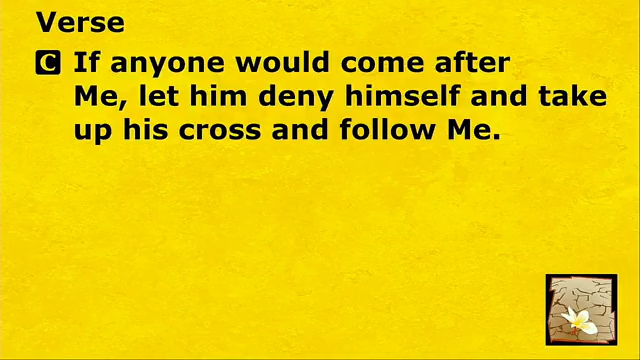 Verse
C If anyone would come after
Me, let him deny himself and take
up his cross and follow Me.